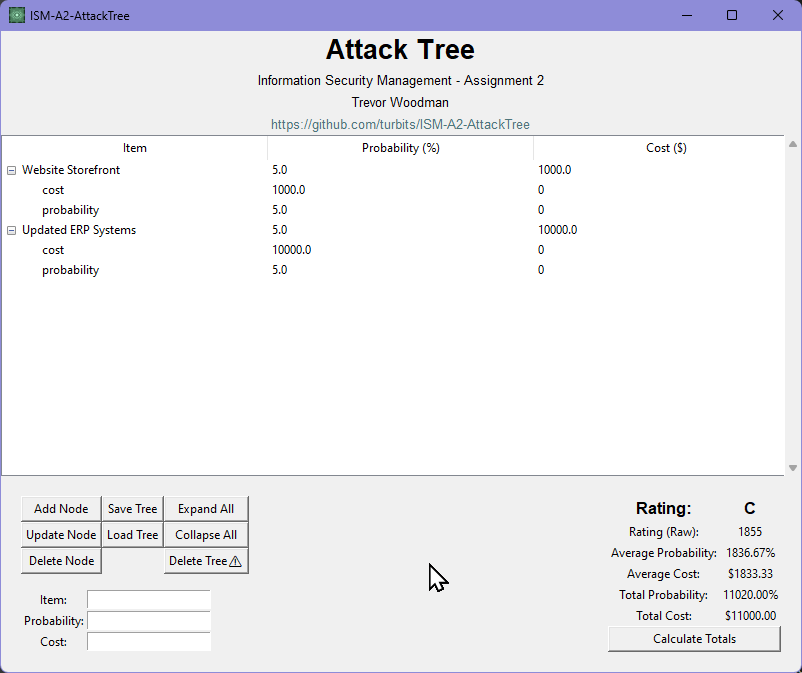 ISM-A2-AttackTree
Attack Tree
Information Security Management - Assignment 2
Trevor Woodman
https://github.com/turbits/ISM-A2-AttackTree
Item Probability (%) Cost ($)
Website Storefront 5.0 1000.0
cost 1000.0 0
probability 5.0 0
Updated ERP Systems 5.0 10000.0
cost 10000.0 0
probability 5.0 0
Add Node Save Tree Expand All
Update Node Load Tree Collapse All
Delete Node Delete Tree⚠
Item:
Probability:
Cost:
Rating: C
Rating (Raw): 1855
Average Probability: 1836.67%
Average Cost: $1833.33
Total Probability: 11020.00%
Total Cost: $11000.00
Calculate Totals